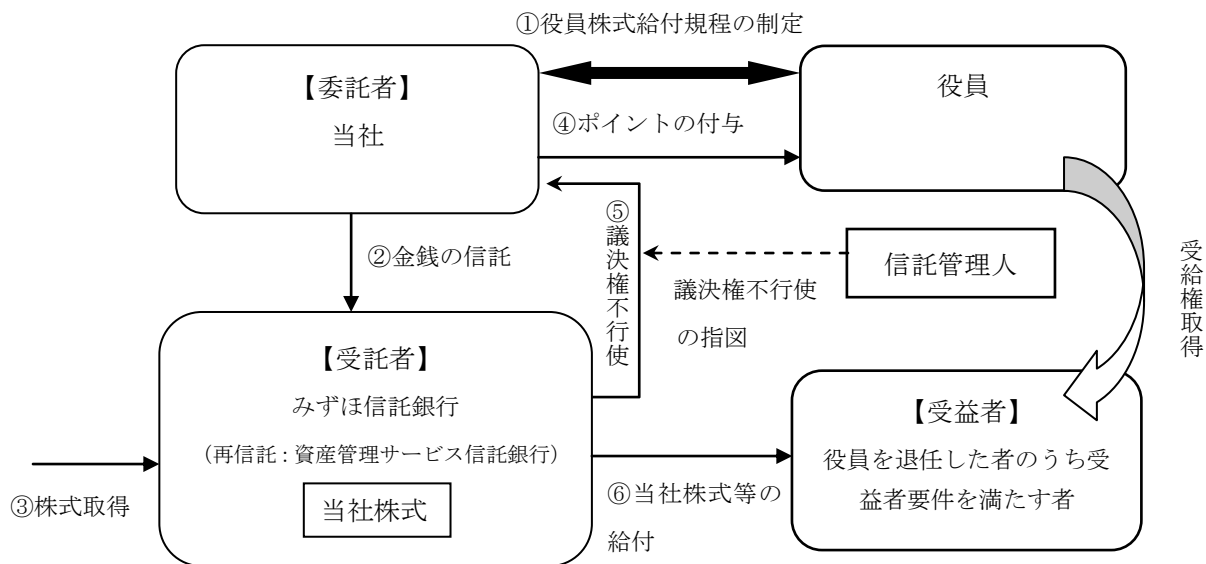 ①役員株式給付規程の制定
【委託者】
当社
役員
④ポイントの付与
②金銭の信託
⑤議決権不行使
信託管理人
議決権不行使
の指図
受給権取得
【受託者】
みずほ信託銀行
(再信託:資産管理サービス信託銀行)
当社株式
③株式取得
⑥当社株式等の
給付
【受益者】
役員を退任した者のうち受
益者要件を満たす者